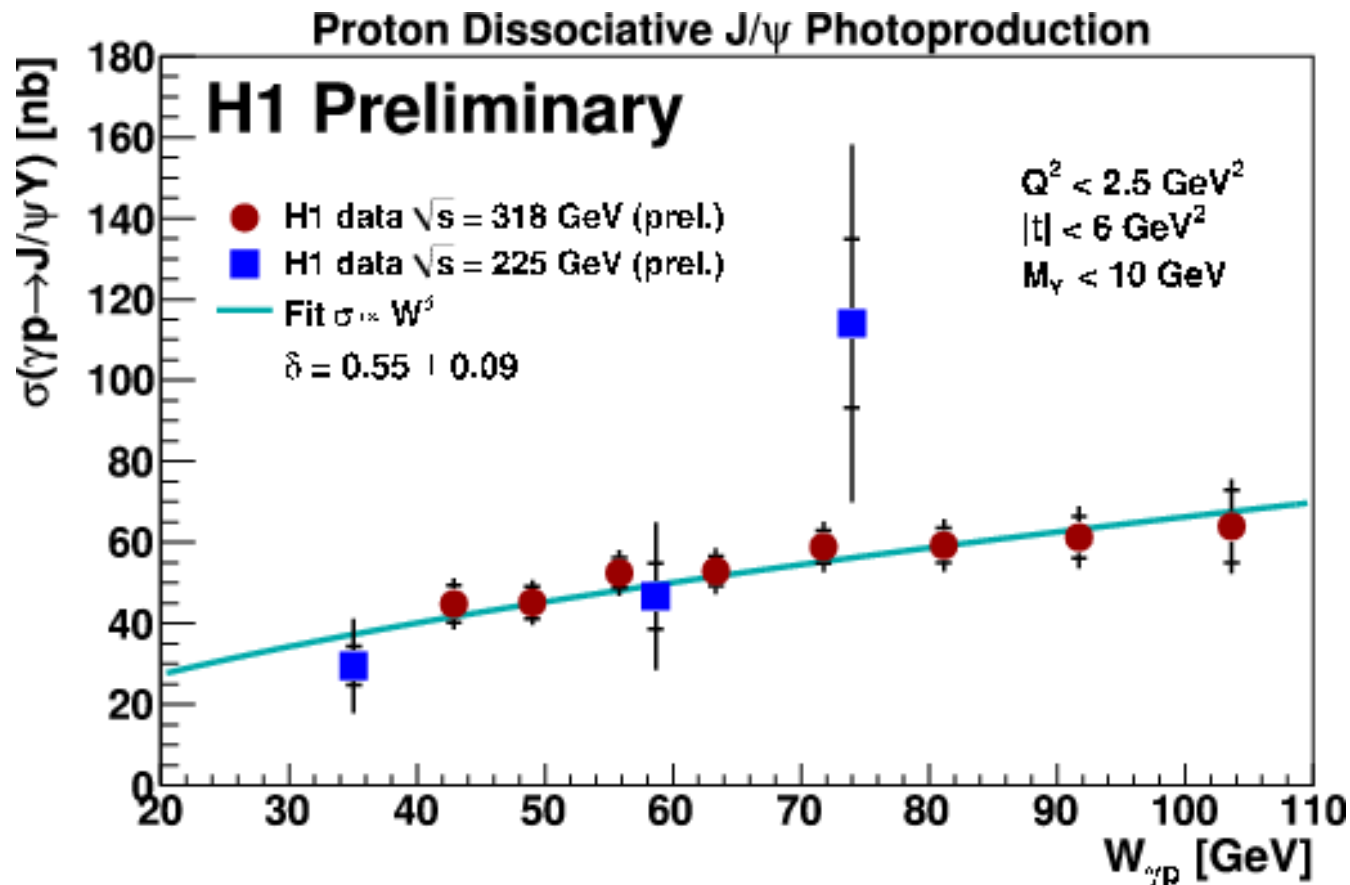 Proton Dissociative J/ψ Photoproduction
σ(γp→J/ψY) [nb]
180
160
140
120
100
80
60
40
20
0
H1 Preliminary
H1 data √s = 318 GeV (prel.)
H1 data √s = 225 GeV (prel.)
Fit σ ∝ W^δ
δ = 0.55 ± 0.09
Q² < 2.5 GeV²
|t| < 6 GeV²
M_Y < 10 GeV
20 30 40 50 60 70 80 90 100 110
W_γp [GeV]